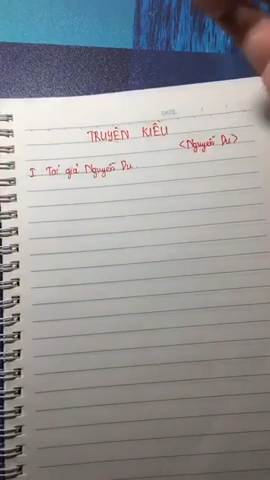 DATE / /
TRUYỆN KIỀU
<Nguyễn Du>
I Tác giả Nguyễn Du.